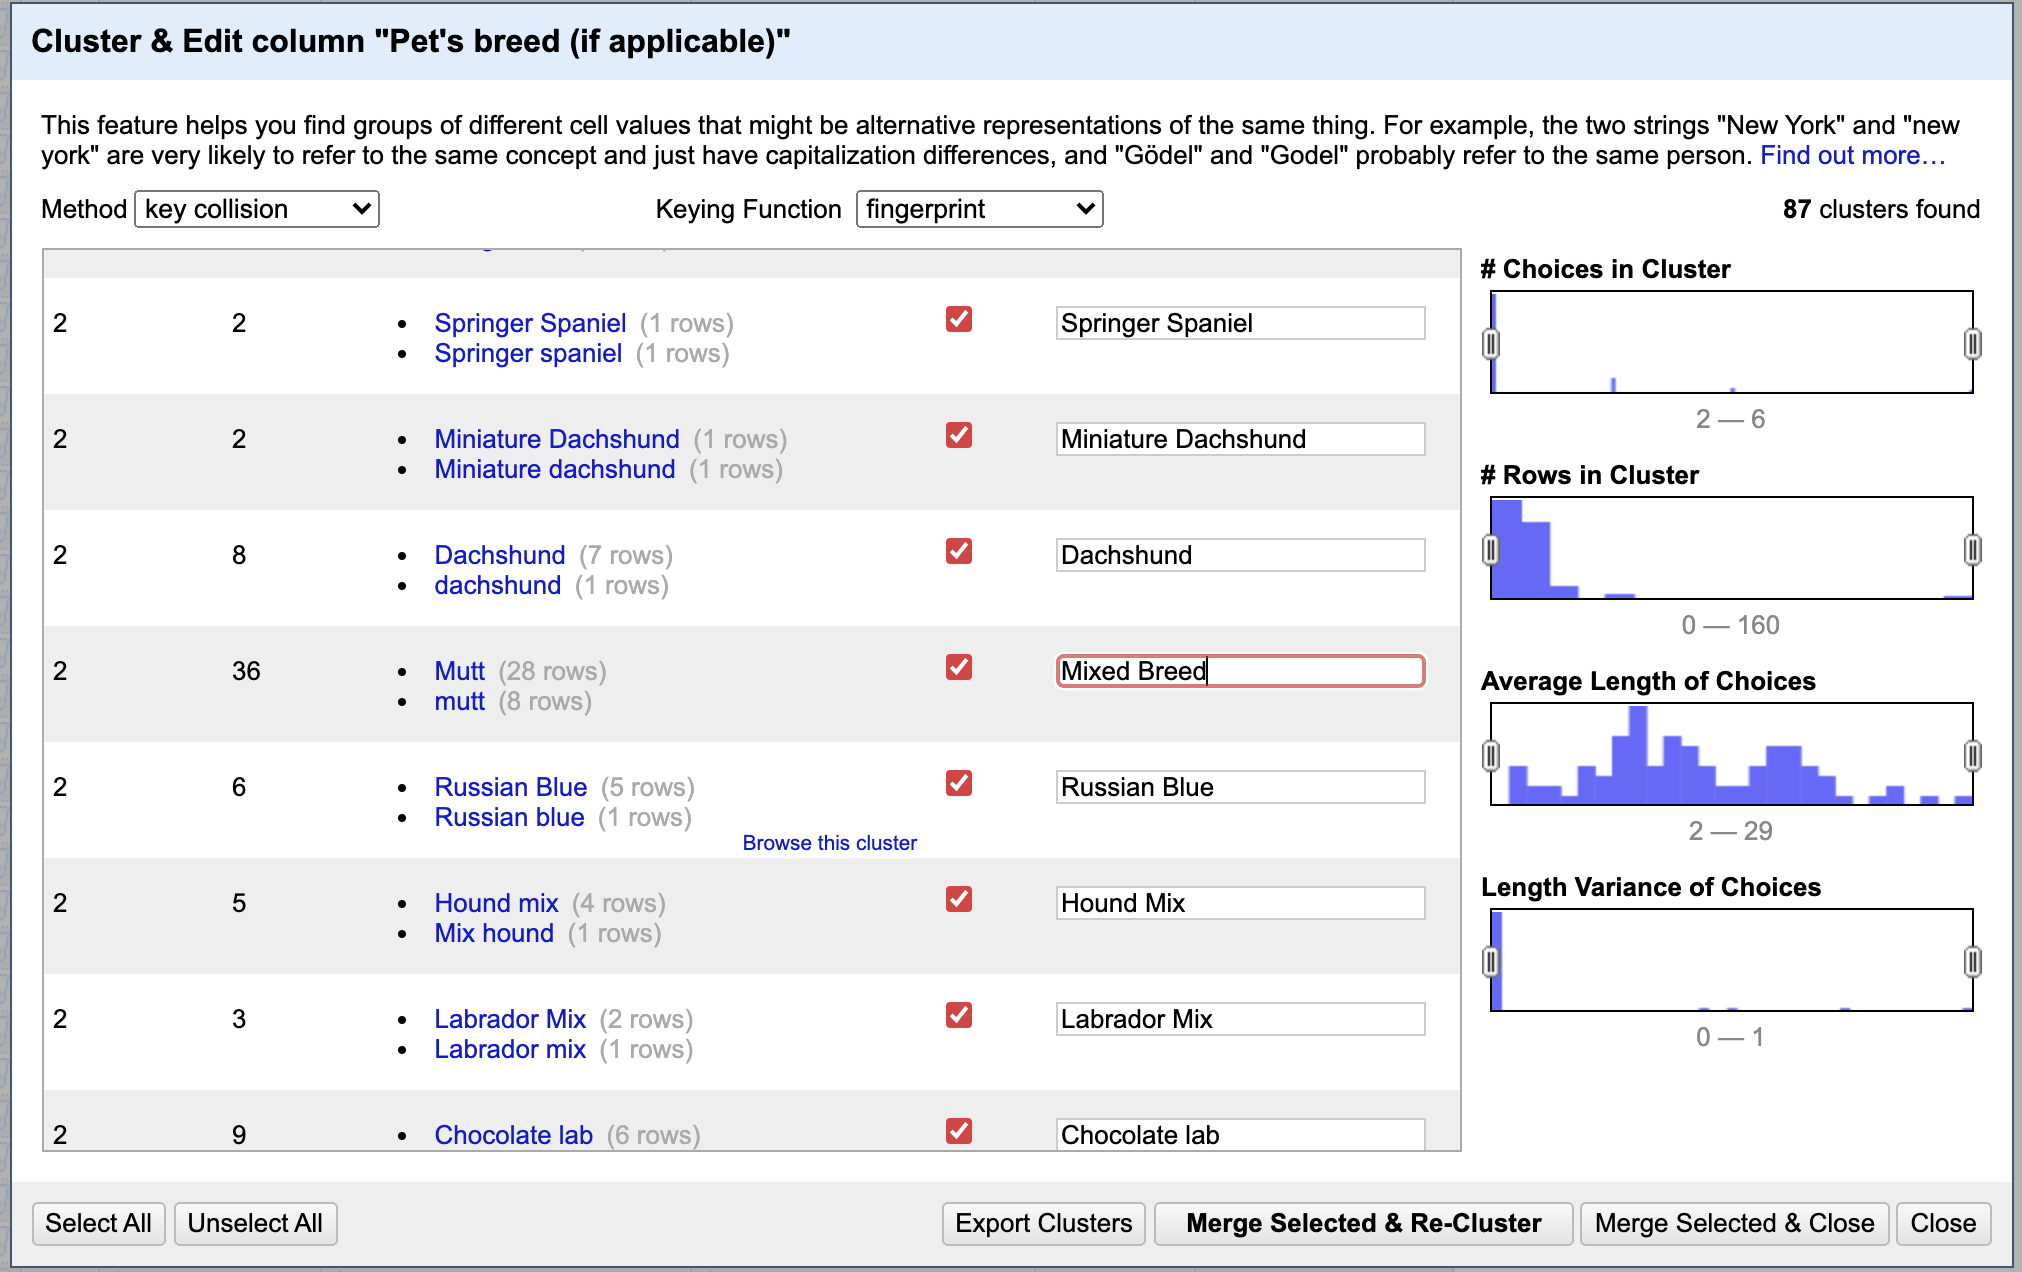 Cluster & Edit column "Pet's breed (if applicable)"
This feature helps you find groups of different cell values that might be alternative representations of the same thing. For example, the two strings "New York" and "new
york" are very likely to refer to the same concept and just have capitalization differences, and "Gödel" and "Godel" probably refer to the same person. Find out more…
Method key collision Keying Function fingerprint 87 clusters found
2 2 • Springer Spaniel (1 rows) Springer Spaniel
• Springer spaniel (1 rows)
2 2 • Miniature Dachshund (1 rows) Miniature Dachshund
• Miniature dachshund (1 rows)
2 8 • Dachshund (7 rows) Dachshund
• dachshund (1 rows)
2 36 • Mutt (28 rows) Mixed Breed
• mutt (8 rows)
2 6 • Russian Blue (5 rows) Russian Blue
• Russian blue (1 rows)
Browse this cluster
2 5 • Hound mix (4 rows) Hound Mix
• Mix hound (1 rows)
2 3 • Labrador Mix (2 rows) Labrador Mix
• Labrador mix (1 rows)
2 9 • Chocolate lab (6 rows) Chocolate lab
# Choices in Cluster
2 — 6
# Rows in Cluster
0 — 160
Average Length of Choices
2 — 29
Length Variance of Choices
0 — 1
Select All Unselect All Export Clusters Merge Selected & Re-Cluster Merge Selected & Close Close